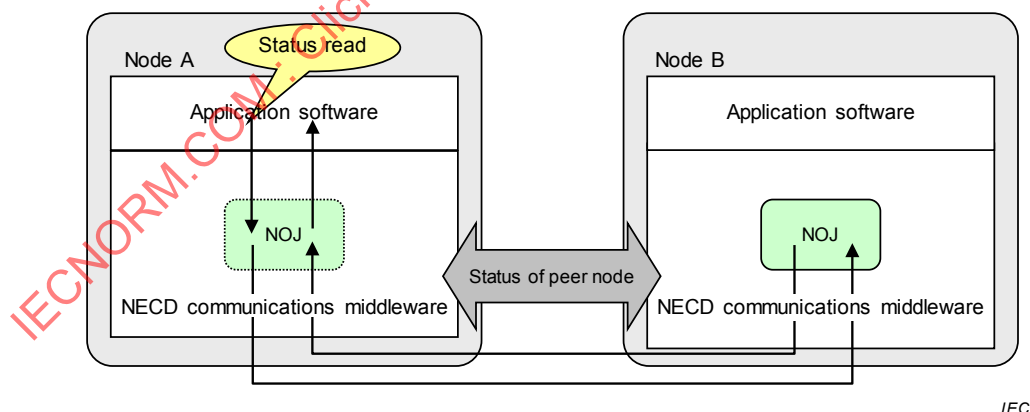 Node A
Status read
Application software
NOJ
NECD communications middleware
Status of peer node
Node B
Application software
NOJ
NECD communications middleware
IECNORM.COM: Clic
IEC